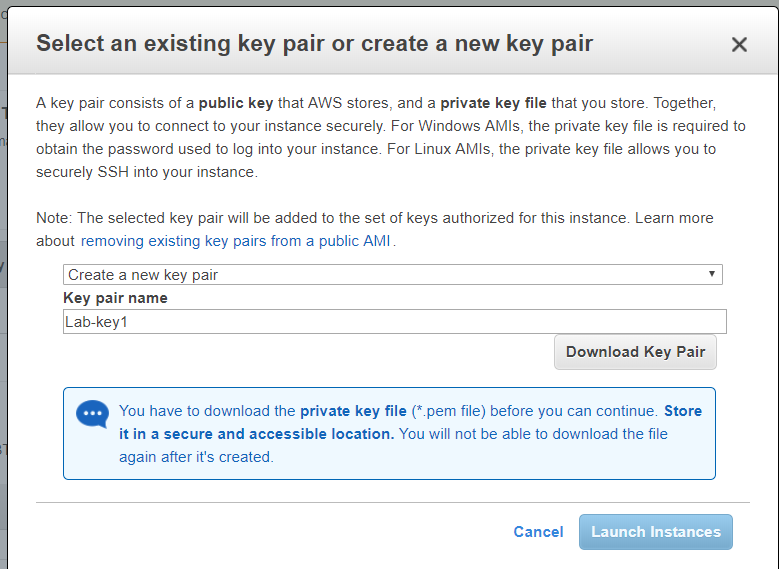 Select an existing key pair or create a new key pair
A key pair consists of a public key that AWS stores, and a private key file that you store. Together,
they allow you to connect to your instance securely. For Windows AMIs, the private key file is required to
obtain the password used to log into your instance. For Linux AMIs, the private key file allows you to
securely SSH into your instance.
Note: The selected key pair will be added to the set of keys authorized for this instance. Learn more
about removing existing key pairs from a public AMI.
Create a new key pair
Key pair name
Lab-key1
Download Key Pair
You have to download the private key file (*.pem file) before you can continue. Store
it in a secure and accessible location. You will not be able to download the file
again after it's created.
Cancel Launch Instances